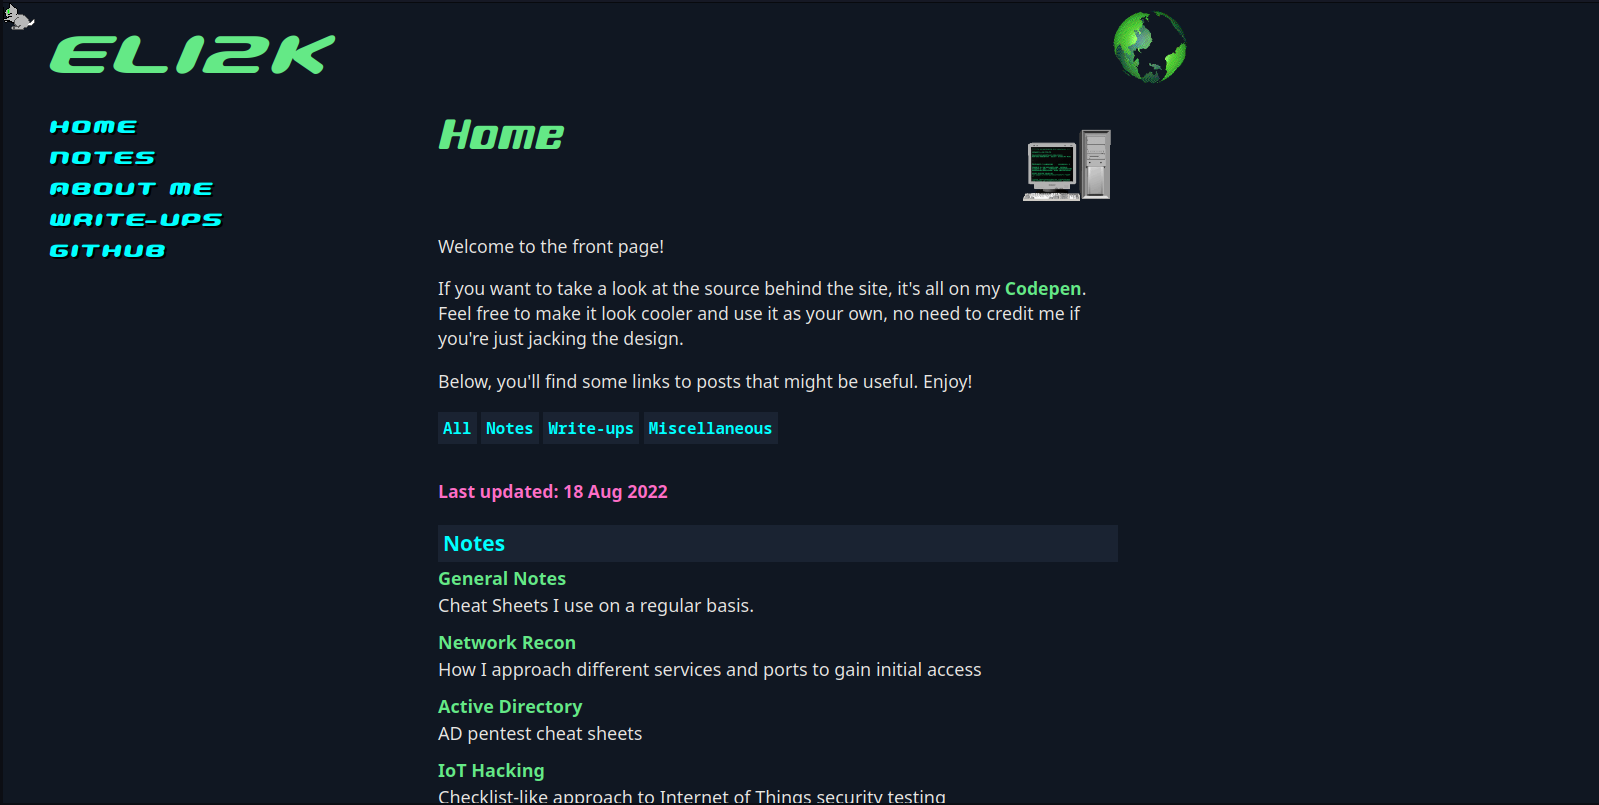 ELI2K
HOME
NOTES
ABOUT ME
WRITE-UPS
GITHUB
Home
Welcome to the front page!
If you want to take a look at the source behind the site, it's all on my Codepen.
Feel free to make it look cooler and use it as your own, no need to credit me if
you're just jacking the design.
Below, you'll find some links to posts that might be useful. Enjoy!
All Notes Write-ups Miscellaneous
Last updated: 18 Aug 2022
Notes
General Notes
Cheat Sheets I use on a regular basis.
Network Recon
How I approach different services and ports to gain initial access
Active Directory
AD pentest cheat sheets
IoT Hacking
Checklist-like approach to Internet of Things security testing